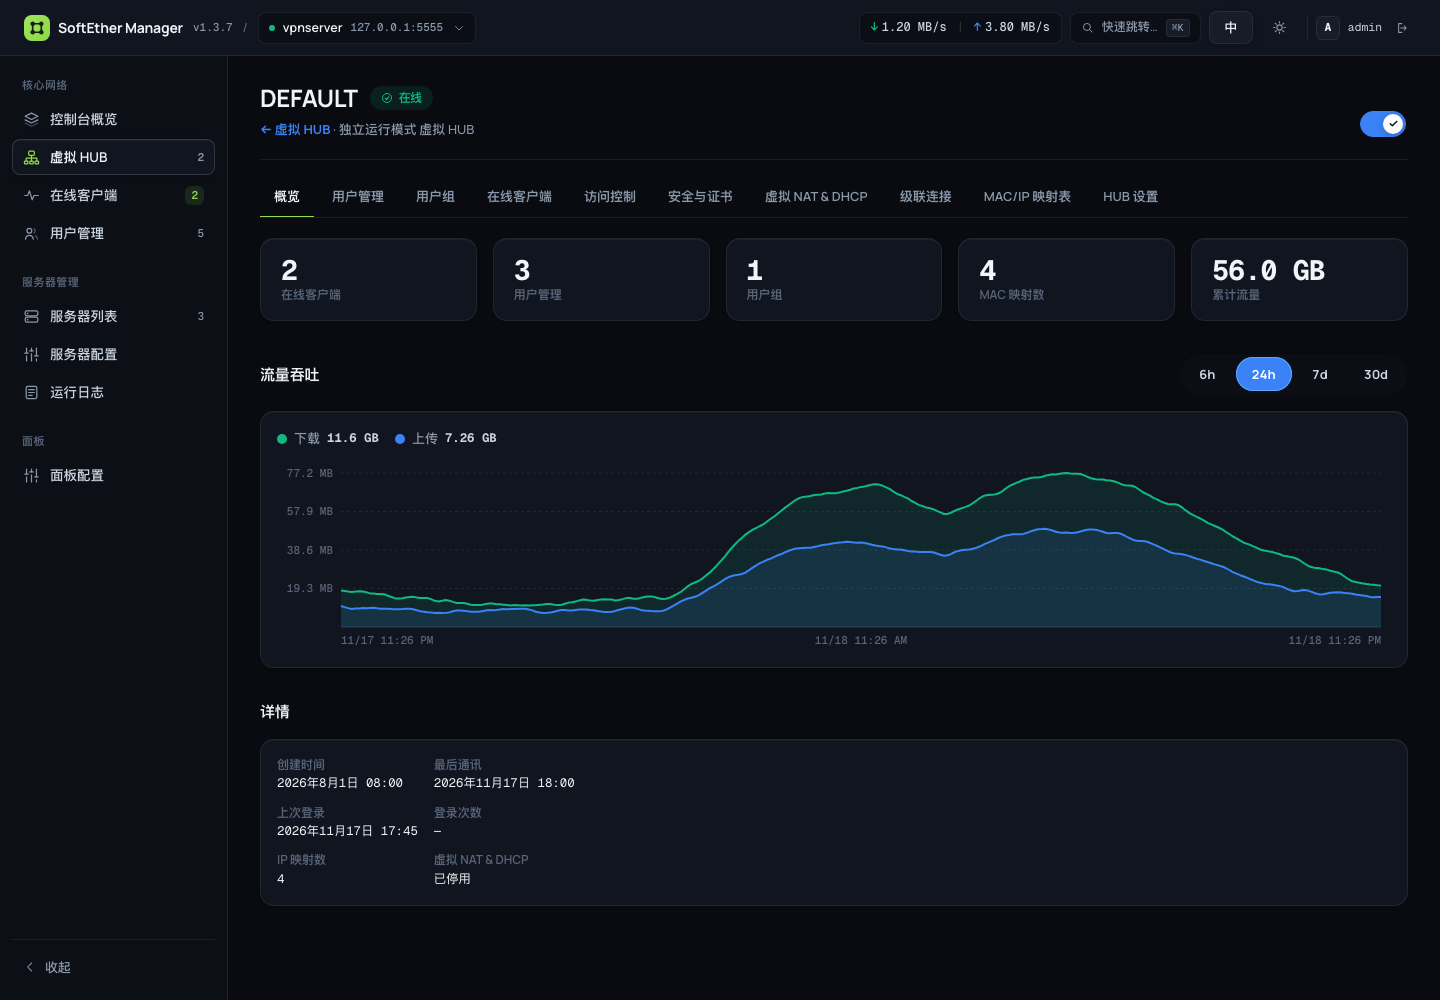 SoftEther Manager v1.3.7 / vpnserver 127.0.0.1:5555 ↓1.20 MB/s ↑3.80 MB/s 快速跳转... ⌘K 中 A admin
核心网络
控制台概览
虚拟 HUB 2
在线客户端 2
用户管理 5
服务器管理
服务器列表 3
服务器配置
运行日志
面板
面板配置
收起
DEFAULT 在线
← 虚拟 HUB · 独立运行模式 虚拟 HUB
概览 用户管理 用户组 在线客户端 访问控制 安全与证书 虚拟 NAT & DHCP 级联连接 MAC/IP 映射表 HUB 设置
2 3 1 4 56.0 GB
在线客户端 用户管理 用户组 MAC 映射数 累计流量
流量吞吐 6h 24h 7d 30d
下载 11.6 GB 上传 7.26 GB
77.2 MB
57.9 MB
38.6 MB
19.3 MB
11/17 11:26 PM 11/18 11:26 AM 11/18 11:26 PM
详情
创建时间 最后通讯
2026年8月1日 08:00 2026年11月17日 18:00
上次登录 登录次数
2026年11月17日 17:45 —
IP 映射数 虚拟 NAT & DHCP
4 已停用